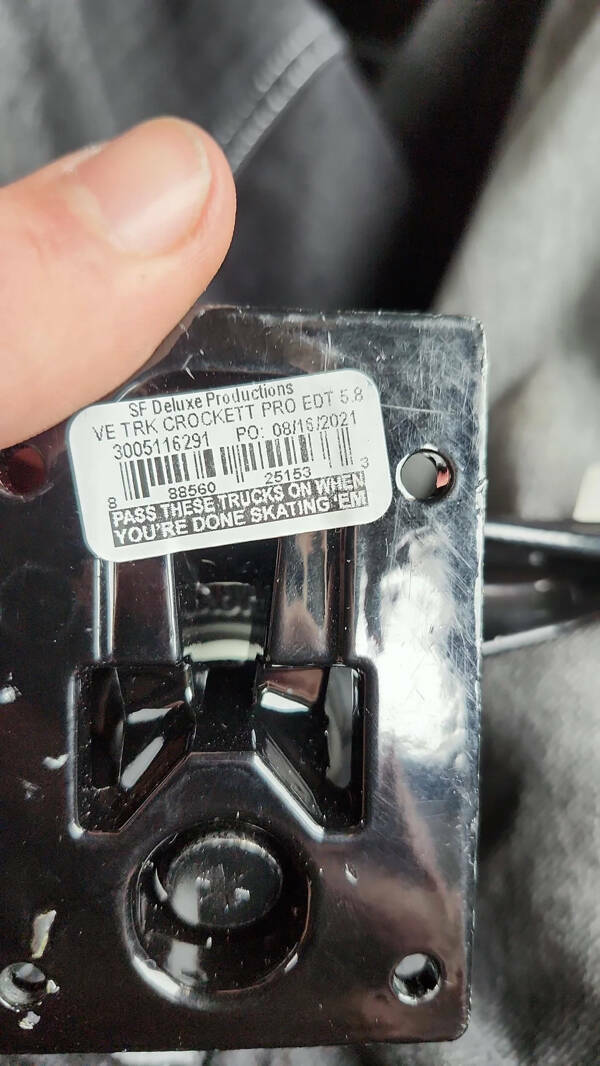 SF Deluxe Productions
VE TRK CROCKETT PRO EDT 5.8
3005116291 PO: 08/16/2021
8 88560 25153 3
PASS THESE TRUCKS ON WHEN
YOU'RE DONE SKATING 'EM